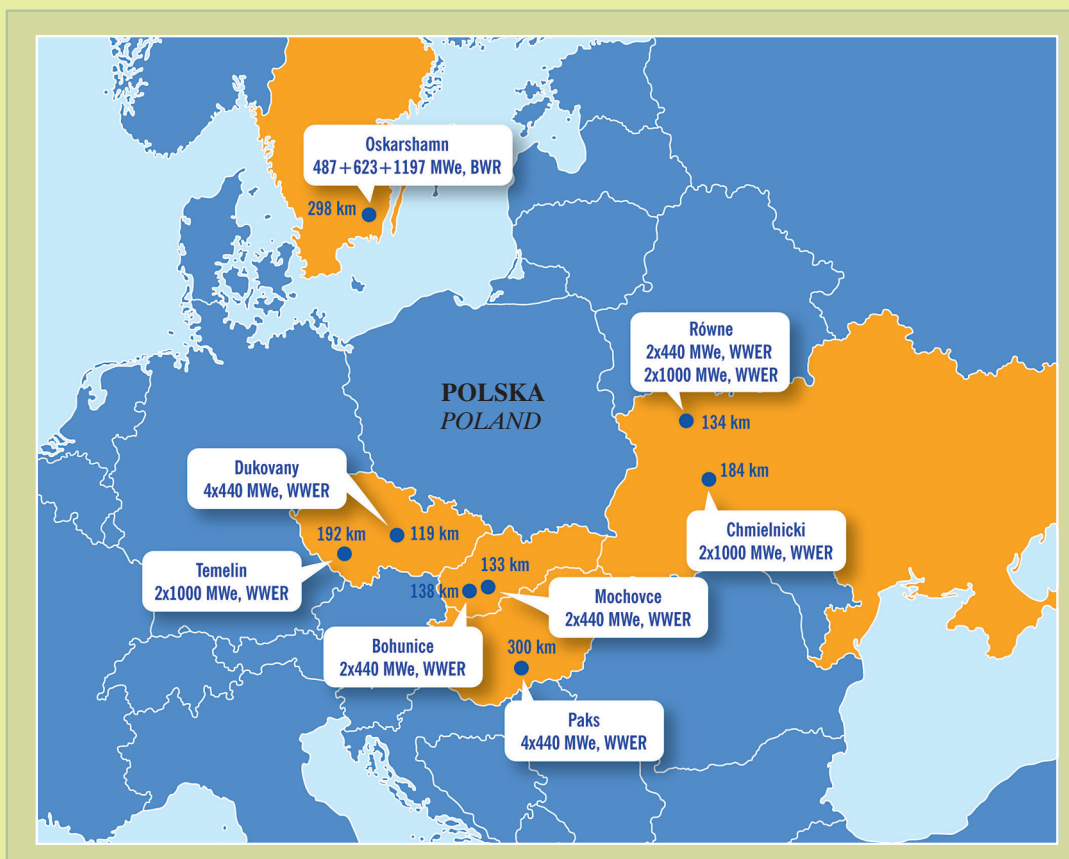 Oskarshamn
487+623+1197 MWe, BWR
298 km
Równe
2x440 MWe, WWER
2x1000 MWe, WWER
134 km
POLSKA
POLAND
184 km
Chmielnicki
2x1000 MWe, WWER
Dukovany
4x440 MWe, WWER
119 km
192 km
Temelin
2x1000 MWe, WWER
133 km
138 km
Mochovce
2x440 MWe, WWER
Bohunice
2x440 MWe, WWER
300 km
Paks
4x440 MWe, WWER